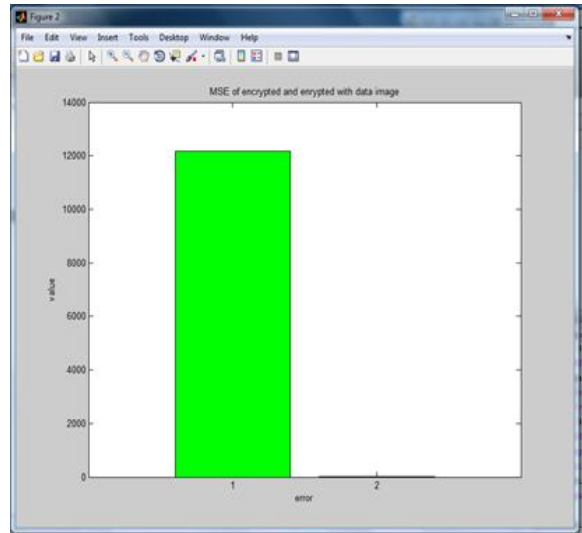 Figure 2
File Edit View Insert Tools Desktop Window Help
MSE of encrypted and enrypted with data image
14000
12000
10000
8000
6000
4000
2000
0
value
1 2
error